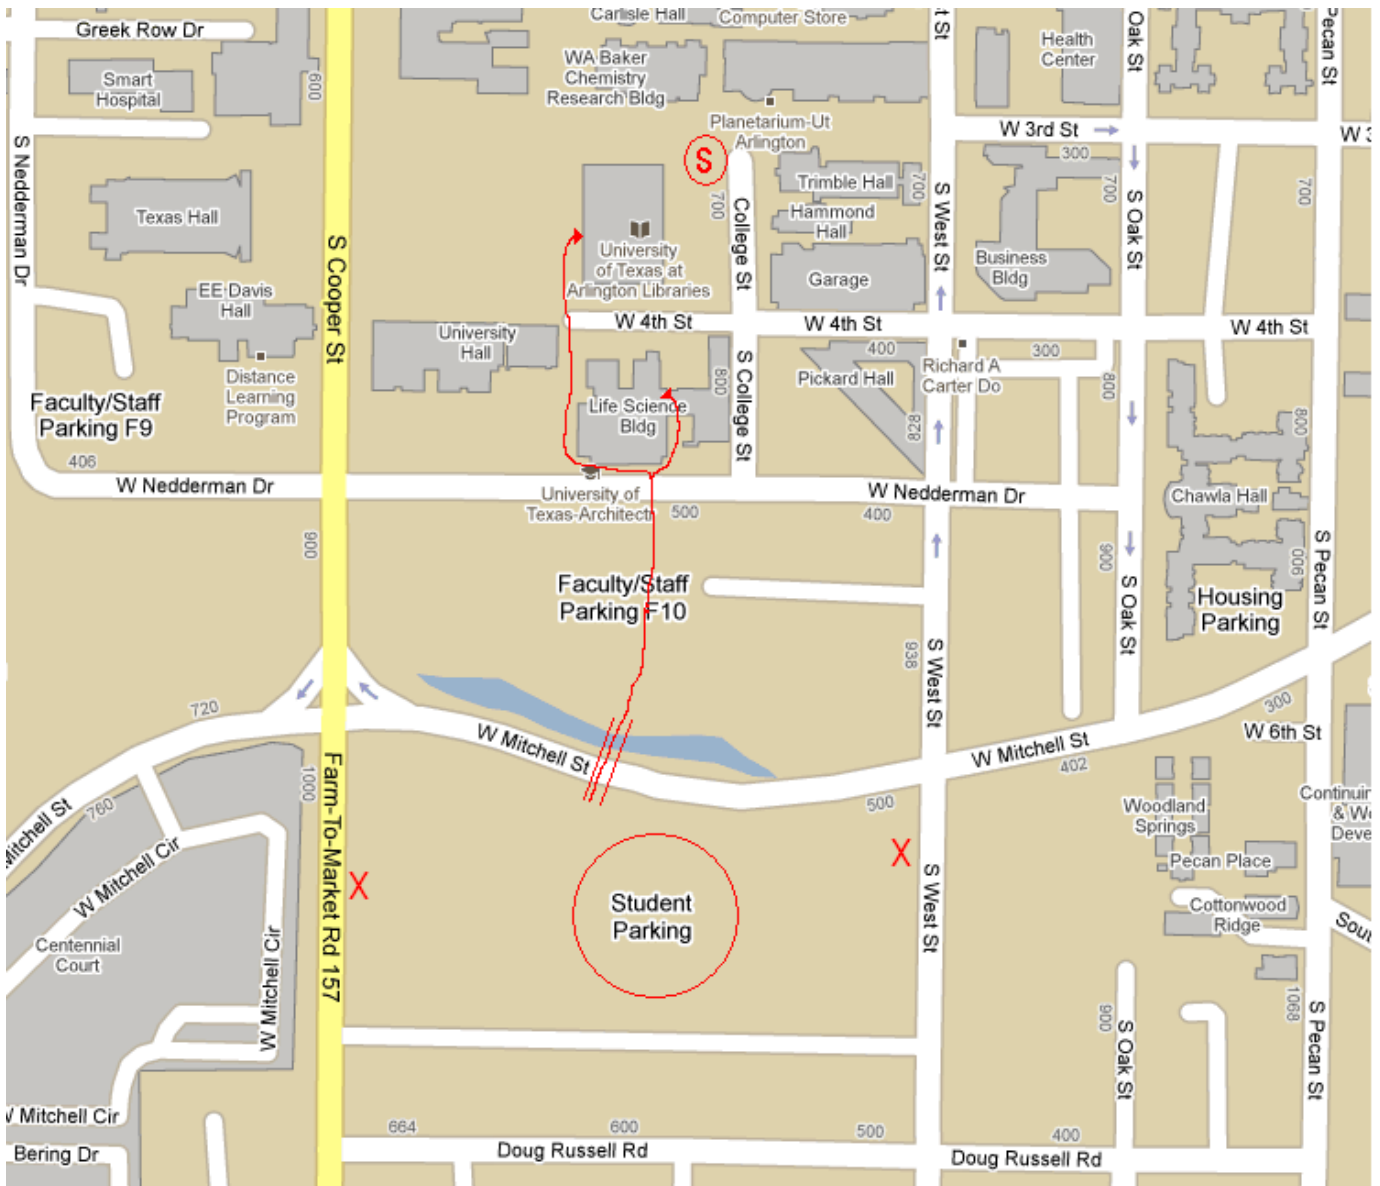 Greek Row Dr
Carlisle Hall
Computer Store
t St
Oak St
Pecan St
Smart
Hospital
600
WA Baker
Chemistry
Research Bldg
Health
Center
Planetarium-Ut
Arlington
W 3rd St
300
W 3
S Nedderman Dr
Texas Hall
S Cooper St
S
700
College St
Trimble Hall
700
Hammond
Hall
S West St
700
S Oak St
700
University
of Texas at
Arlington Libraries
Garage
Business
Bldg
EE Davis
Hall
University
Hall
W 4th St
W 4th St
W 4th St
400
300
Distance
Learning
Program
Faculty/Staff
Parking F9
Life Science
Bldg
800
S College St
Pickard Hall
828
Richard A
Carter Do
800
800
406
W Nedderman Dr
University of
Texas-Architectr
500
W Nedderman Dr
400
Chawla Hall
900
900
900
S Pecan St
Faculty/Staff
Parking F10
S Oak St
Housing
Parking
938
S West St
720
W Mitchell St
W Mitchell St
402
300
W 6th St
1000
Farm-To-Market Rd 157
760
Mitchell St
500
Woodland
Springs
Continuin
& Wo
Deve
W Mitchell Cir
X
X
Pecan Place
Student
Parking
S West St
Cottonwood
Ridge
Sout
Centennial
Court
W Mitchell Cir
900
S Oak St
1068
S Pecan St
W Mitchell Cir
664
600
500
400
Bering Dr
Doug Russell Rd
Doug Russell Rd